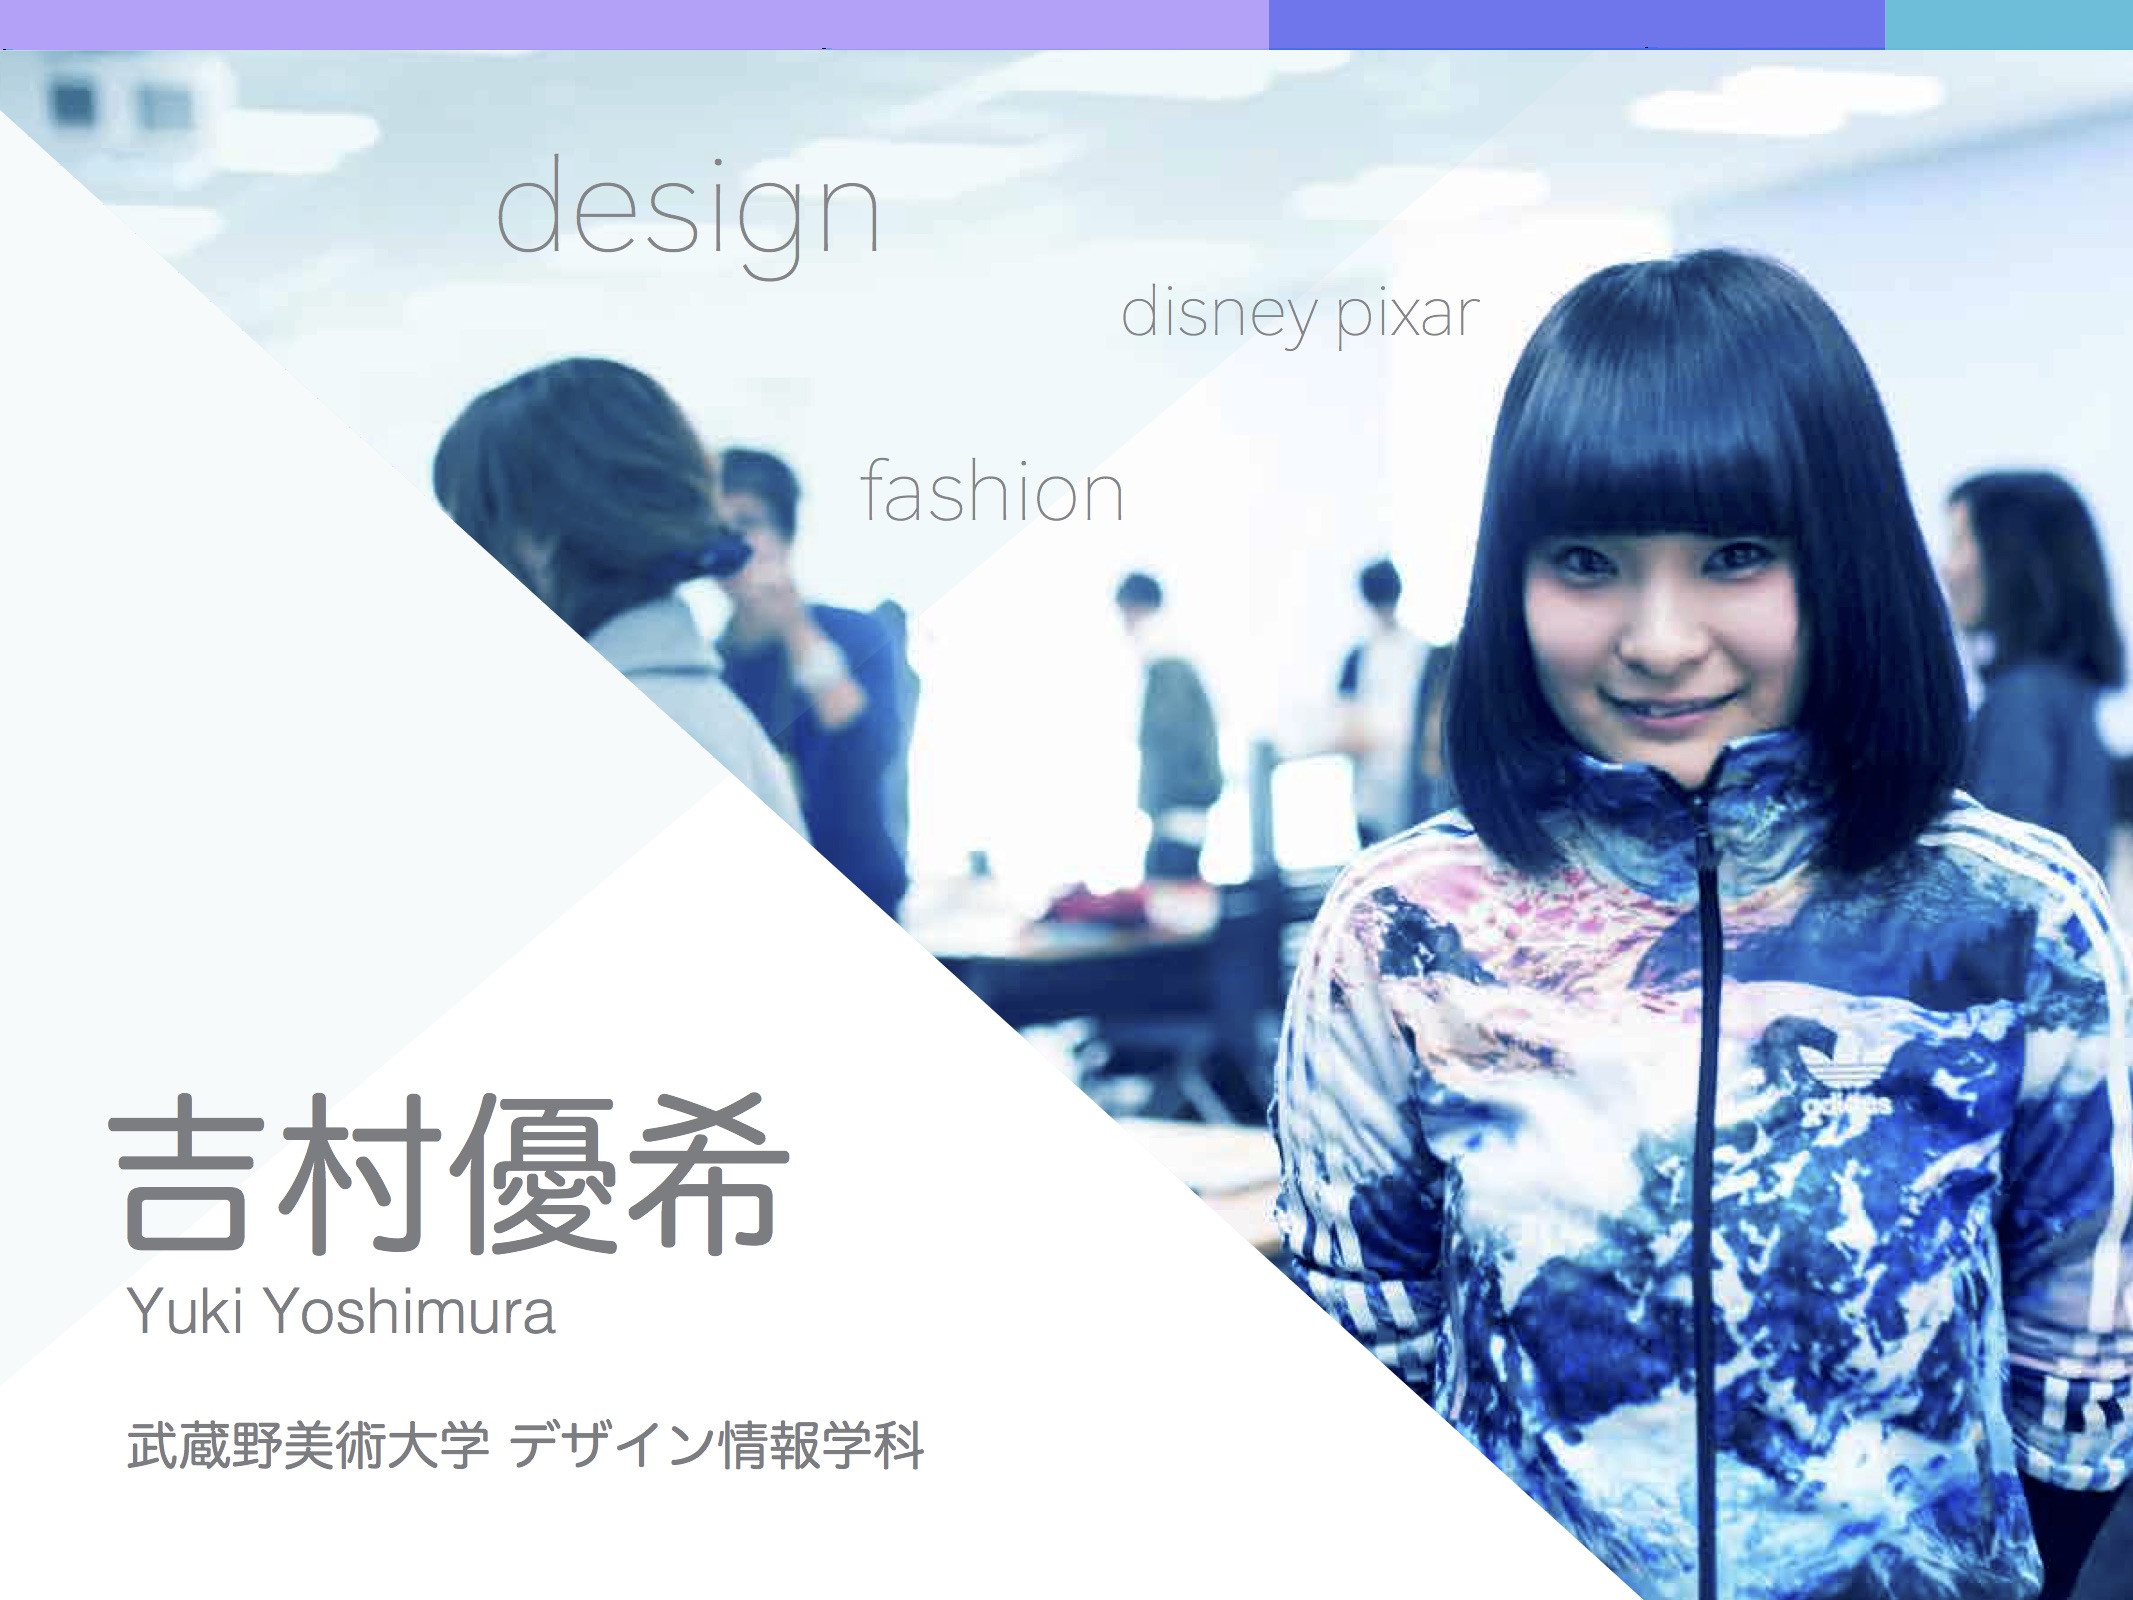 design
disney pixar
fashion
adidas
吉村優希
Yuki Yoshimura
武蔵野美術大学 デザイン情報学科